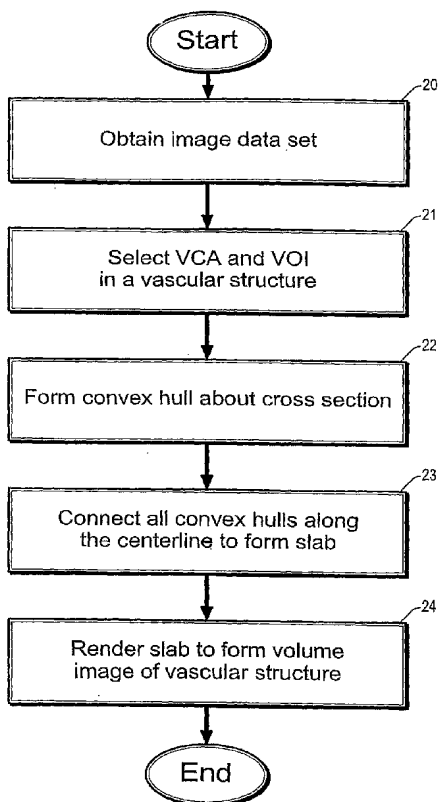 Start
20
Obtain image data set
21
Select VCA and VOI
in a vascular structure
22
Form convex hull about cross section
23
Connect all convex hulls along
the centerline to form slab
24
Render slab to form volume
image of vascular structure
End